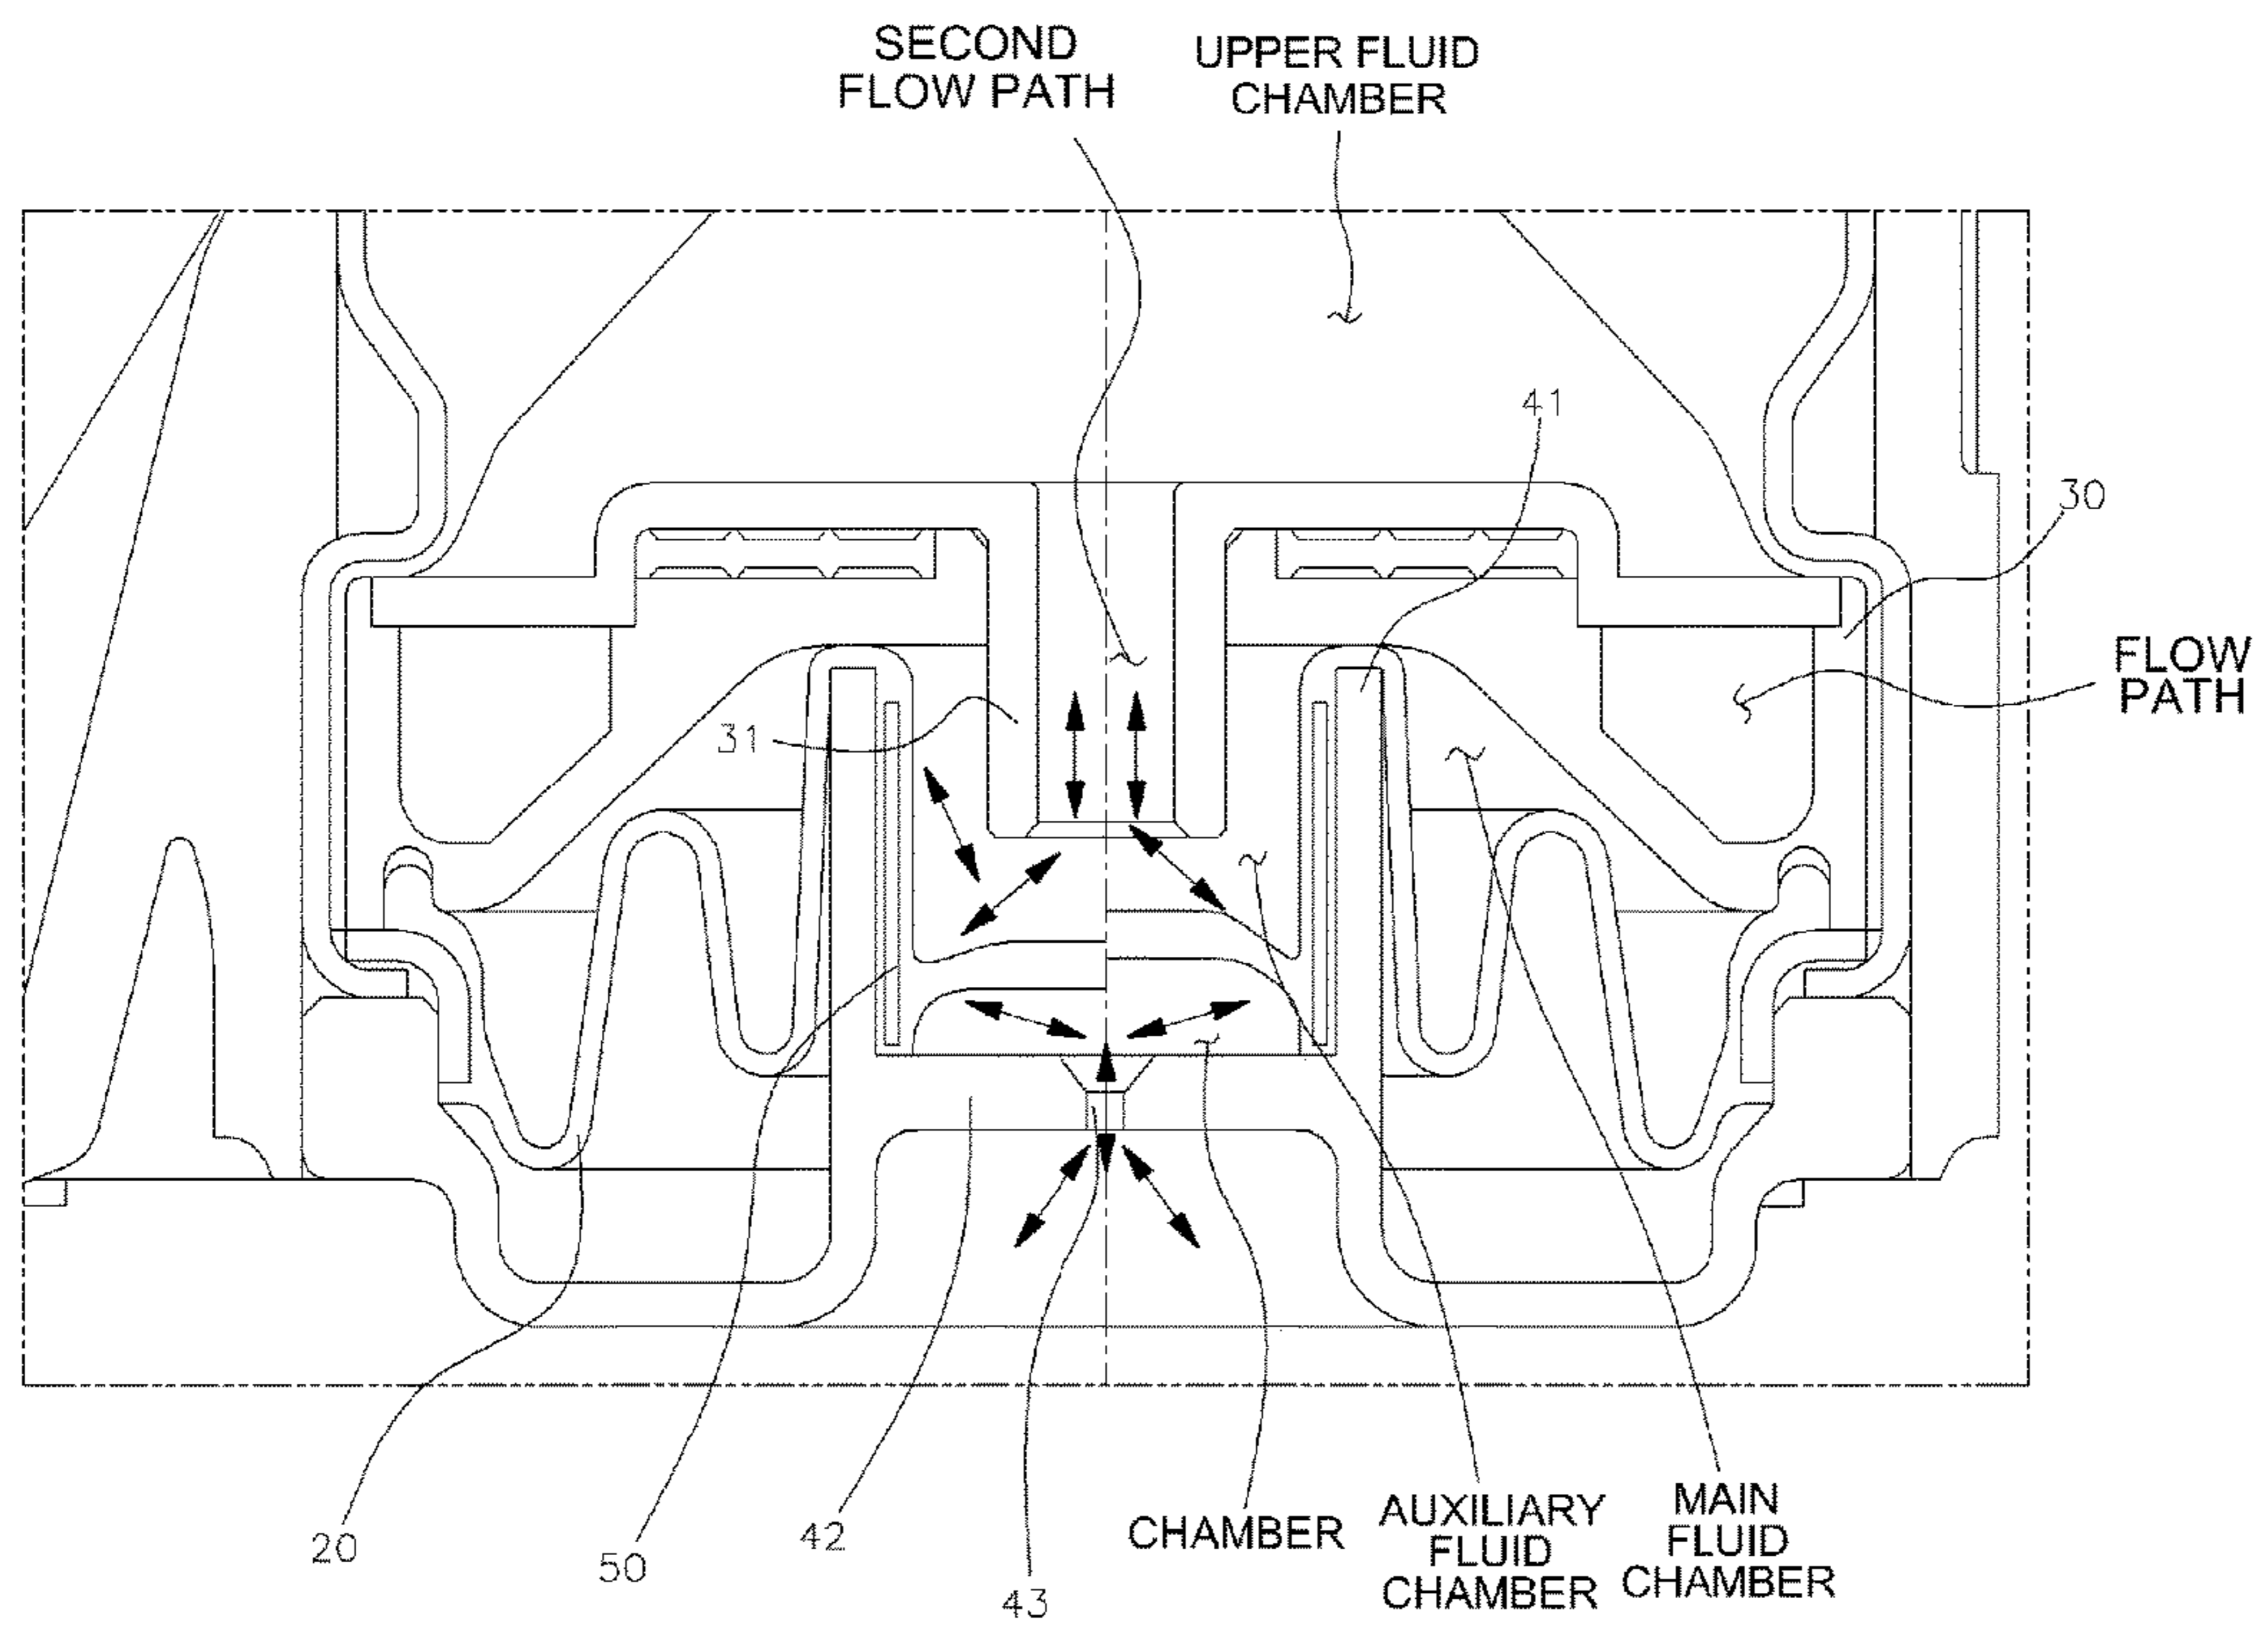 SECOND
FLOW PATH
UPPER FLUID
CHAMBER
41
30
FLOW
PATH
31
20
50
42
43
CHAMBER
AUXILIARY
FLUID
CHAMBER
MAIN
FLUID
CHAMBER